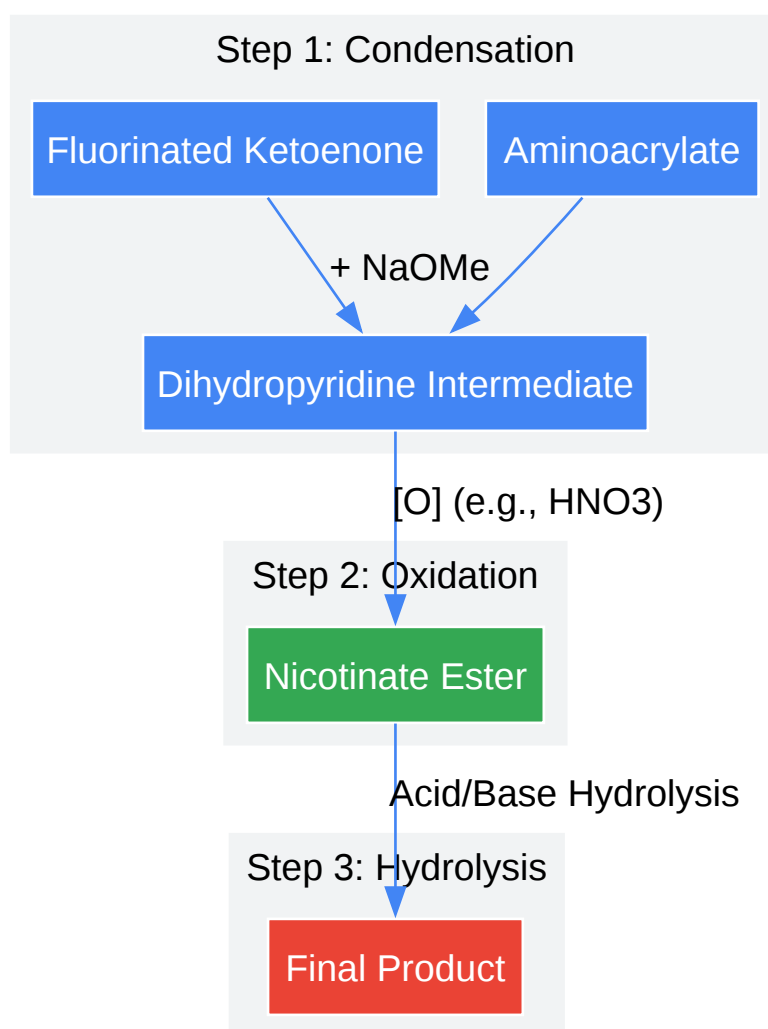 Step 1: Condensation
Fluorinated Ketoenone
Aminoacrylate
+ NaOMe
Dihydropyridine Intermediate
[O] (e.g., HNO3)
Step 2: Oxidation
Nicotinate Ester
Acid/Base Hydrolysis
Step 3: Hydrolysis
Final Product